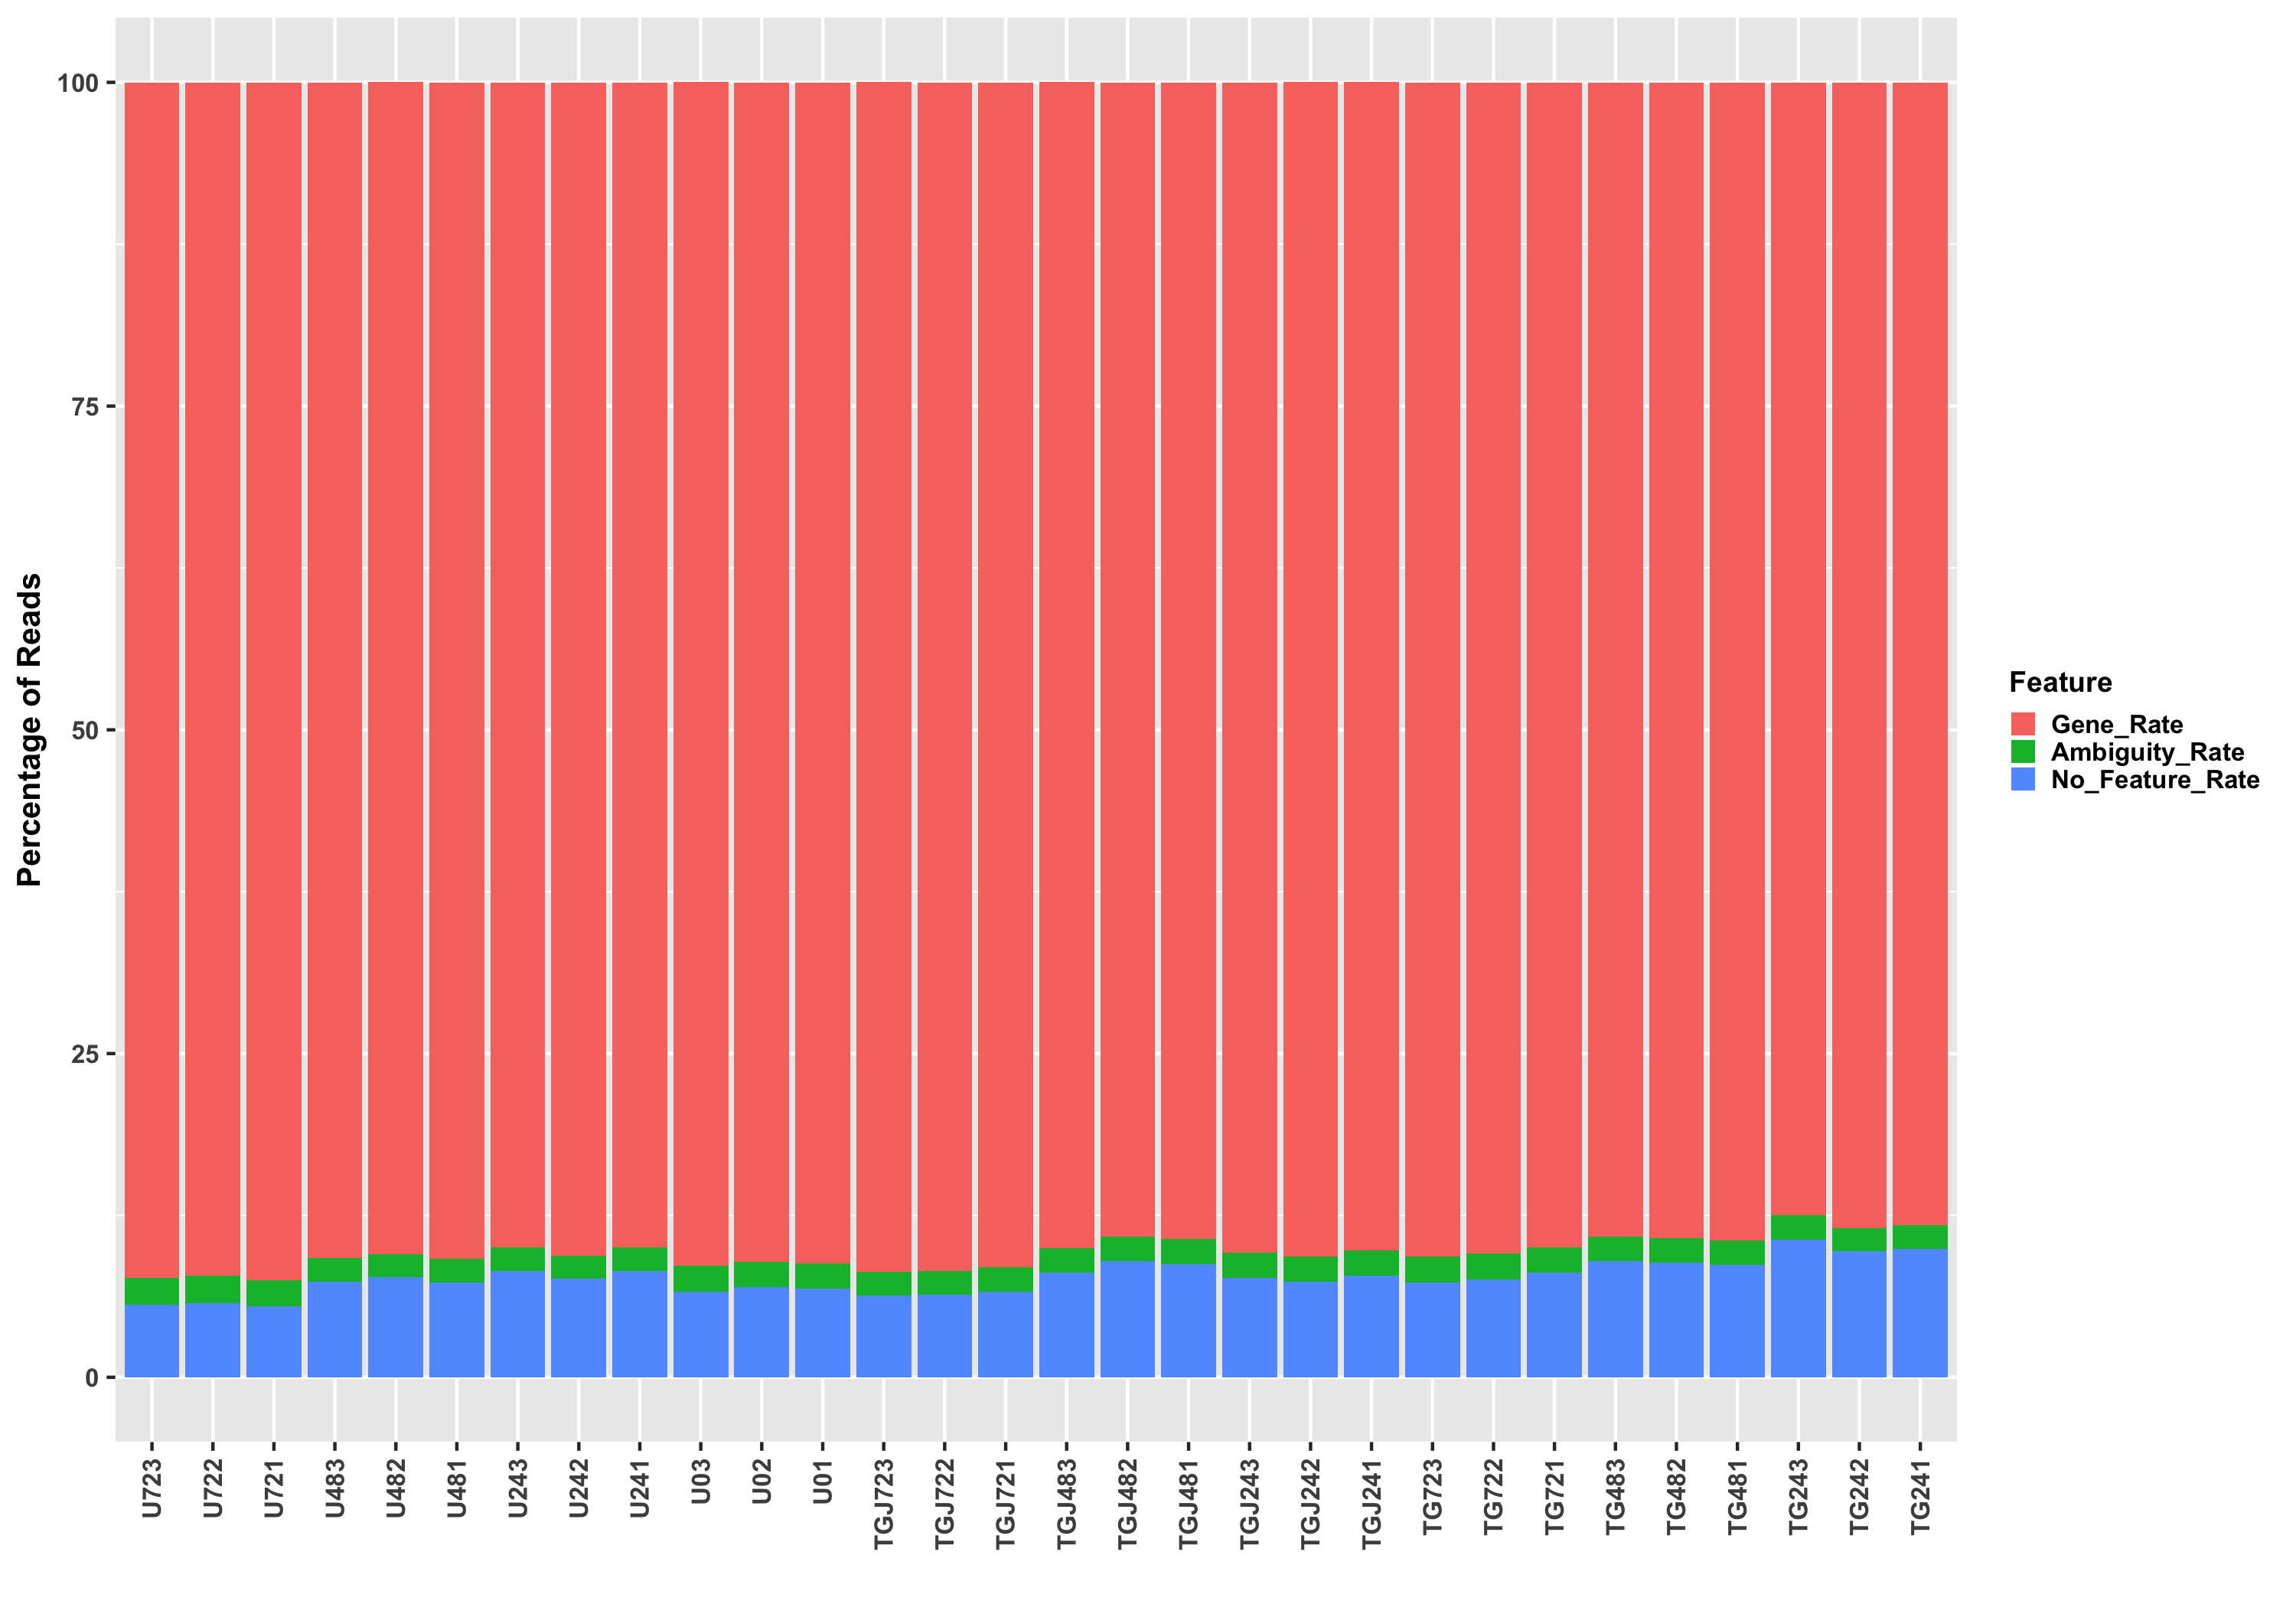 Percentage of Reads
100
75
50
25
0
U723
U722
U721
U483
U482
U481
U243
U242
U241
U03
U02
U01
TGJ723
TGJ722
TGJ721
TGJ483
TGJ482
TGJ481
TGJ243
TGJ242
TGJ241
TG723
TG722
TG721
TG483
TG482
TG481
TG243
TG242
TG241
Feature
Gene_Rate
Ambiguity_Rate
No_Feature_Rate